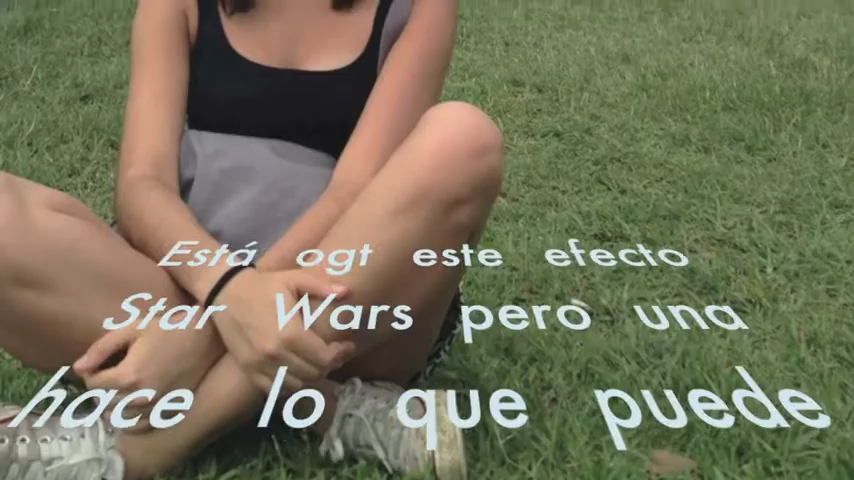 Está ogt este efecto
Star Wars pero una
hace lo que puede